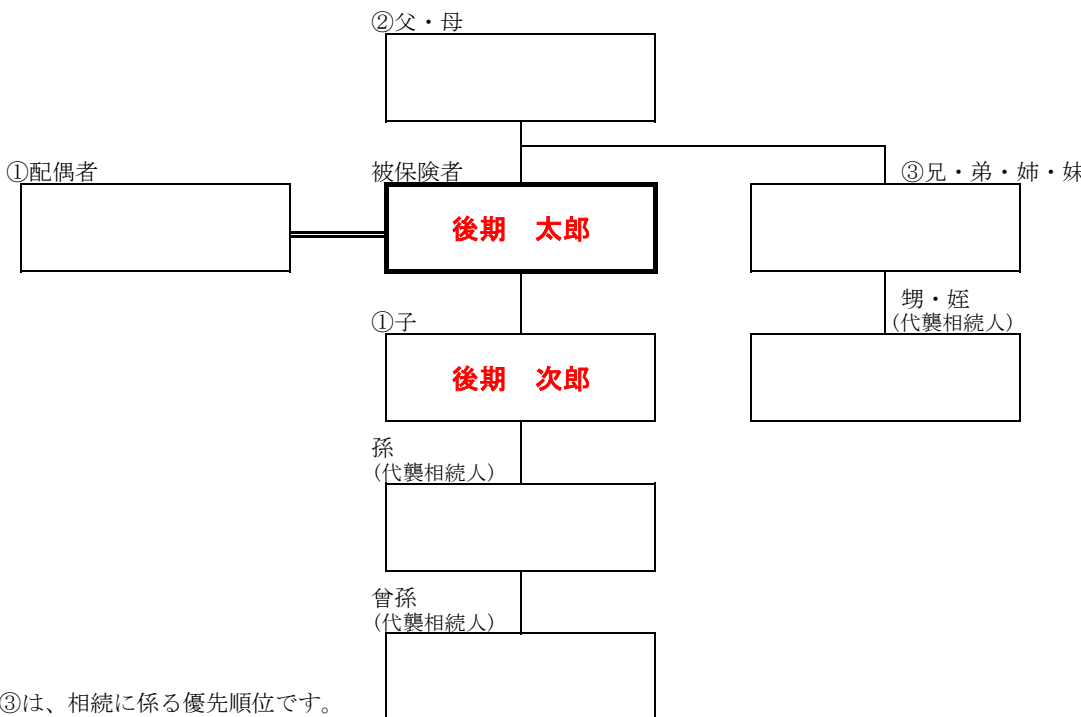 ②父・母
①配偶者
被保険者
③兄・弟・姉・妹
後期　太郎
甥・姪
(代襲相続人)
①子
後期　次郎
孫
(代襲相続人)
曾孫
(代襲相続人)
③は、相続に係る優先順位です。